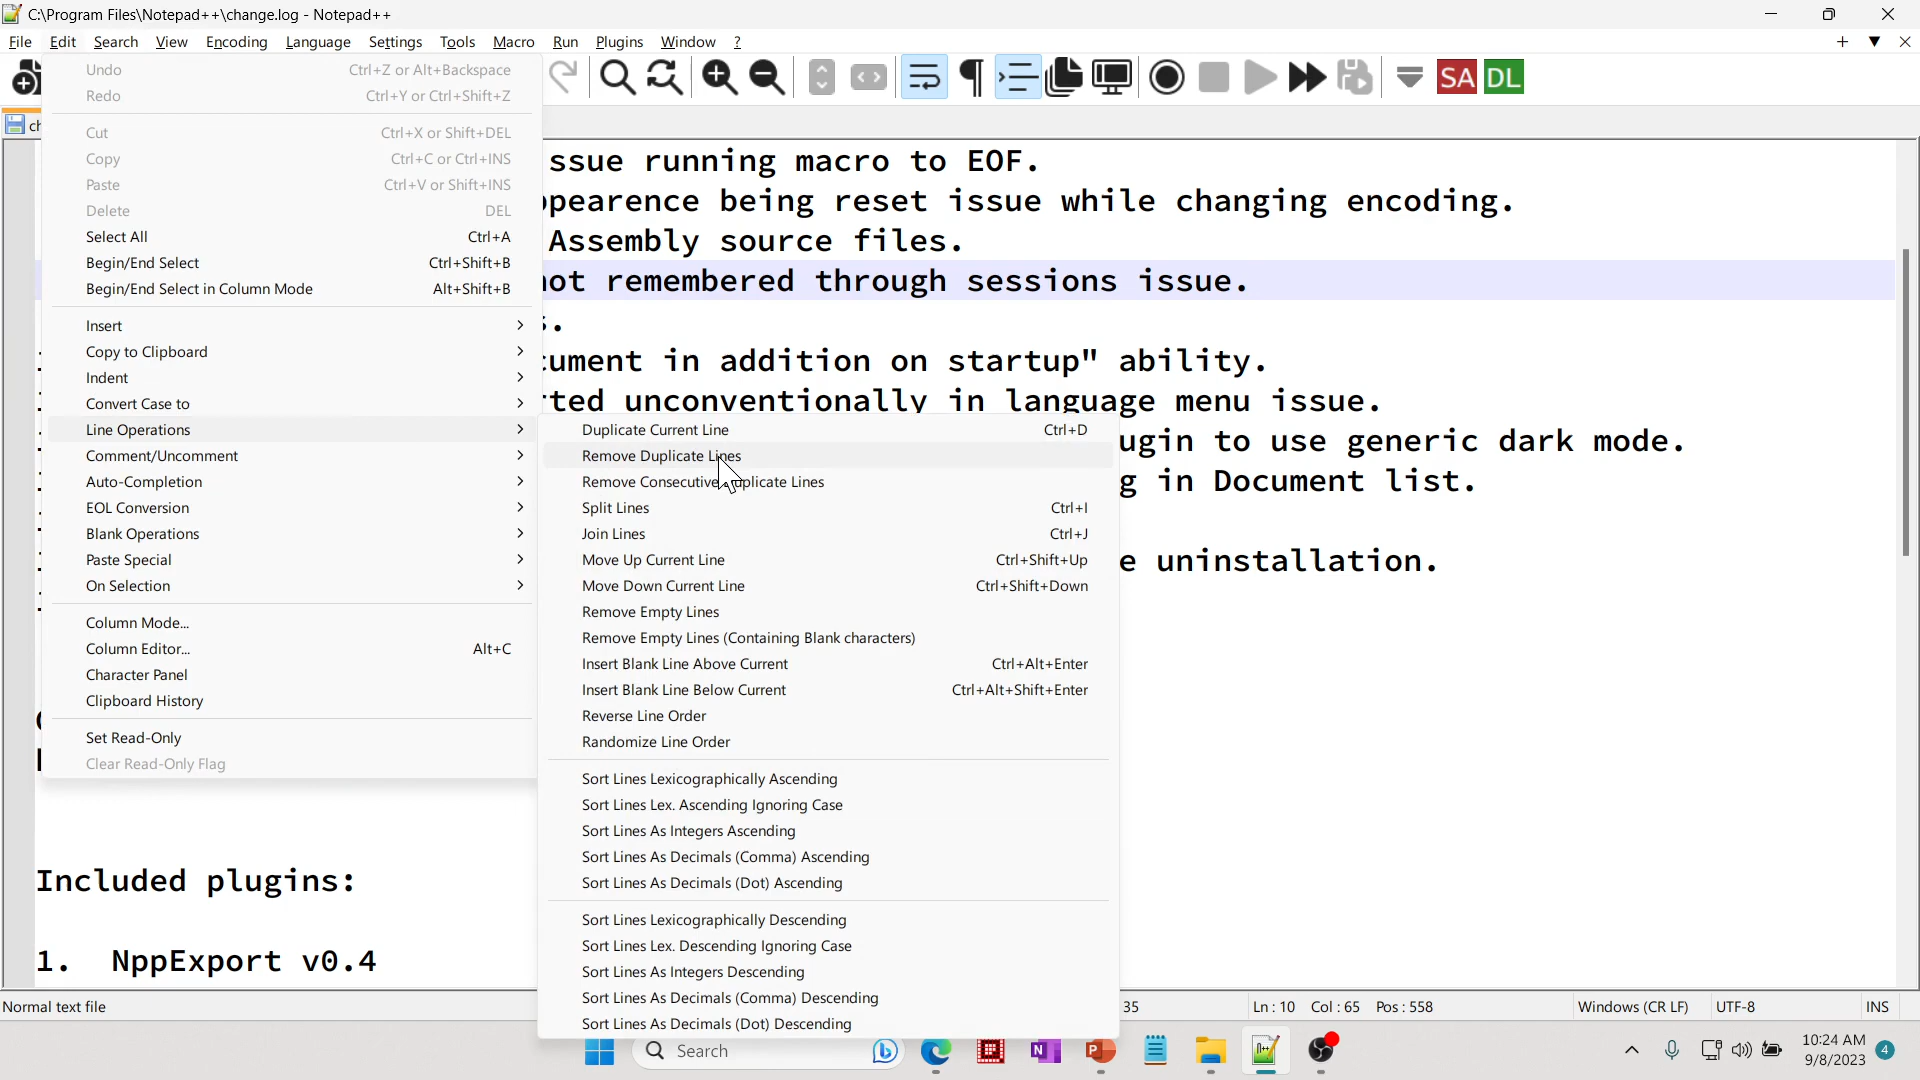 C:\Program Files\Notepad++\change.log - Notepad++
File Edit Search View Encoding Language Settings Tools Macro Run Plugins Window ?
SA DL
ch
Undo Ctrl+Z or Alt+Backspace
Redo Ctrl+Y or Ctrl+Shift+Z
Cut Ctrl+X or Shift+DEL
Copy Ctrl+C or Ctrl+INS
Paste Ctrl+V or Shift+INS
Delete DEL
Select All Ctrl+A
Begin/End Select Ctrl+Shift+B
Begin/End Select in Column Mode Alt+Shift+B
Insert
Copy to Clipboard
Indent
Convert Case to
Line Operations
Comment/Uncomment
Auto-Completion
EOL Conversion
Blank Operations
Paste Special
On Selection
Column Mode...
Column Editor... Alt+C
Character Panel
Clipboard History
Set Read-Only
Clear Read-Only Flag
ssue running macro to EOF.
pearence being reset issue while changing encoding.
Assembly source files.
ot remembered through sessions issue.
.
ument in addition on startup" ability.
ted unconventionally in language menu issue.
ugin to use generic dark mode.
g in Document list.
e uninstallation.
Duplicate Current Line Ctrl+D
Remove Duplicate Lines
Remove Consecutive Duplicate Lines
Split Lines Ctrl+I
Join Lines Ctrl+J
Move Up Current Line Ctrl+Shift+Up
Move Down Current Line Ctrl+Shift+Down
Remove Empty Lines
Remove Empty Lines (Containing Blank characters)
Insert Blank Line Above Current Ctrl+Alt+Enter
Insert Blank Line Below Current Ctrl+Alt+Shift+Enter
Reverse Line Order
Randomize Line Order
Sort Lines Lexicographically Ascending
Sort Lines Lex. Ascending Ignoring Case
Sort Lines As Integers Ascending
Sort Lines As Decimals (Comma) Ascending
Sort Lines As Decimals (Dot) Ascending
Sort Lines Lexicographically Descending
Sort Lines Lex. Descending Ignoring Case
Sort Lines As Integers Descending
Sort Lines As Decimals (Comma) Descending
Sort Lines As Decimals (Dot) Descending
Included plugins:
1. NppExport v0.4
Normal text file 35 Ln : 10 Col : 65 Pos : 558 Windows (CR LF) UTF-8 INS
Search
10:24 AM
9/8/2023
4